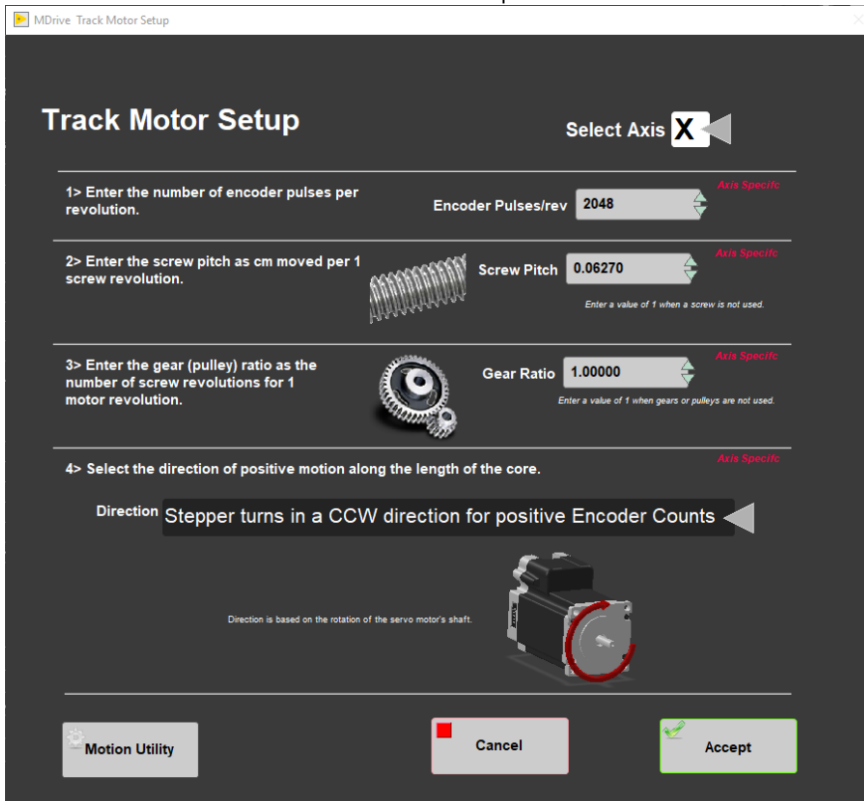 MDrive Track Motor Setup
Track Motor Setup
Select Axis X
Axis Specifc
1> Enter the number of encoder pulses per
revolution.
Encoder Pulses/rev 2048
Axis Specifc
2> Enter the screw pitch as cm moved per 1
screw revolution.
Screw Pitch 0.06270
Enter a value of 1 when a screw is not used.
Axis Specifc
3> Enter the gear (pulley) ratio as the
number of screw revolutions for 1
motor revolution.
Gear Ratio 1.00000
Enter a value of 1 when gears or pulleys are not used.
Axis Specifc
4> Select the direction of positive motion along the length of the core.
Direction Stepper turns in a CCW direction for positive Encoder Counts
Direction is based on the rotation of the servo motor's shaft.
Motion Utility
Cancel
Accept